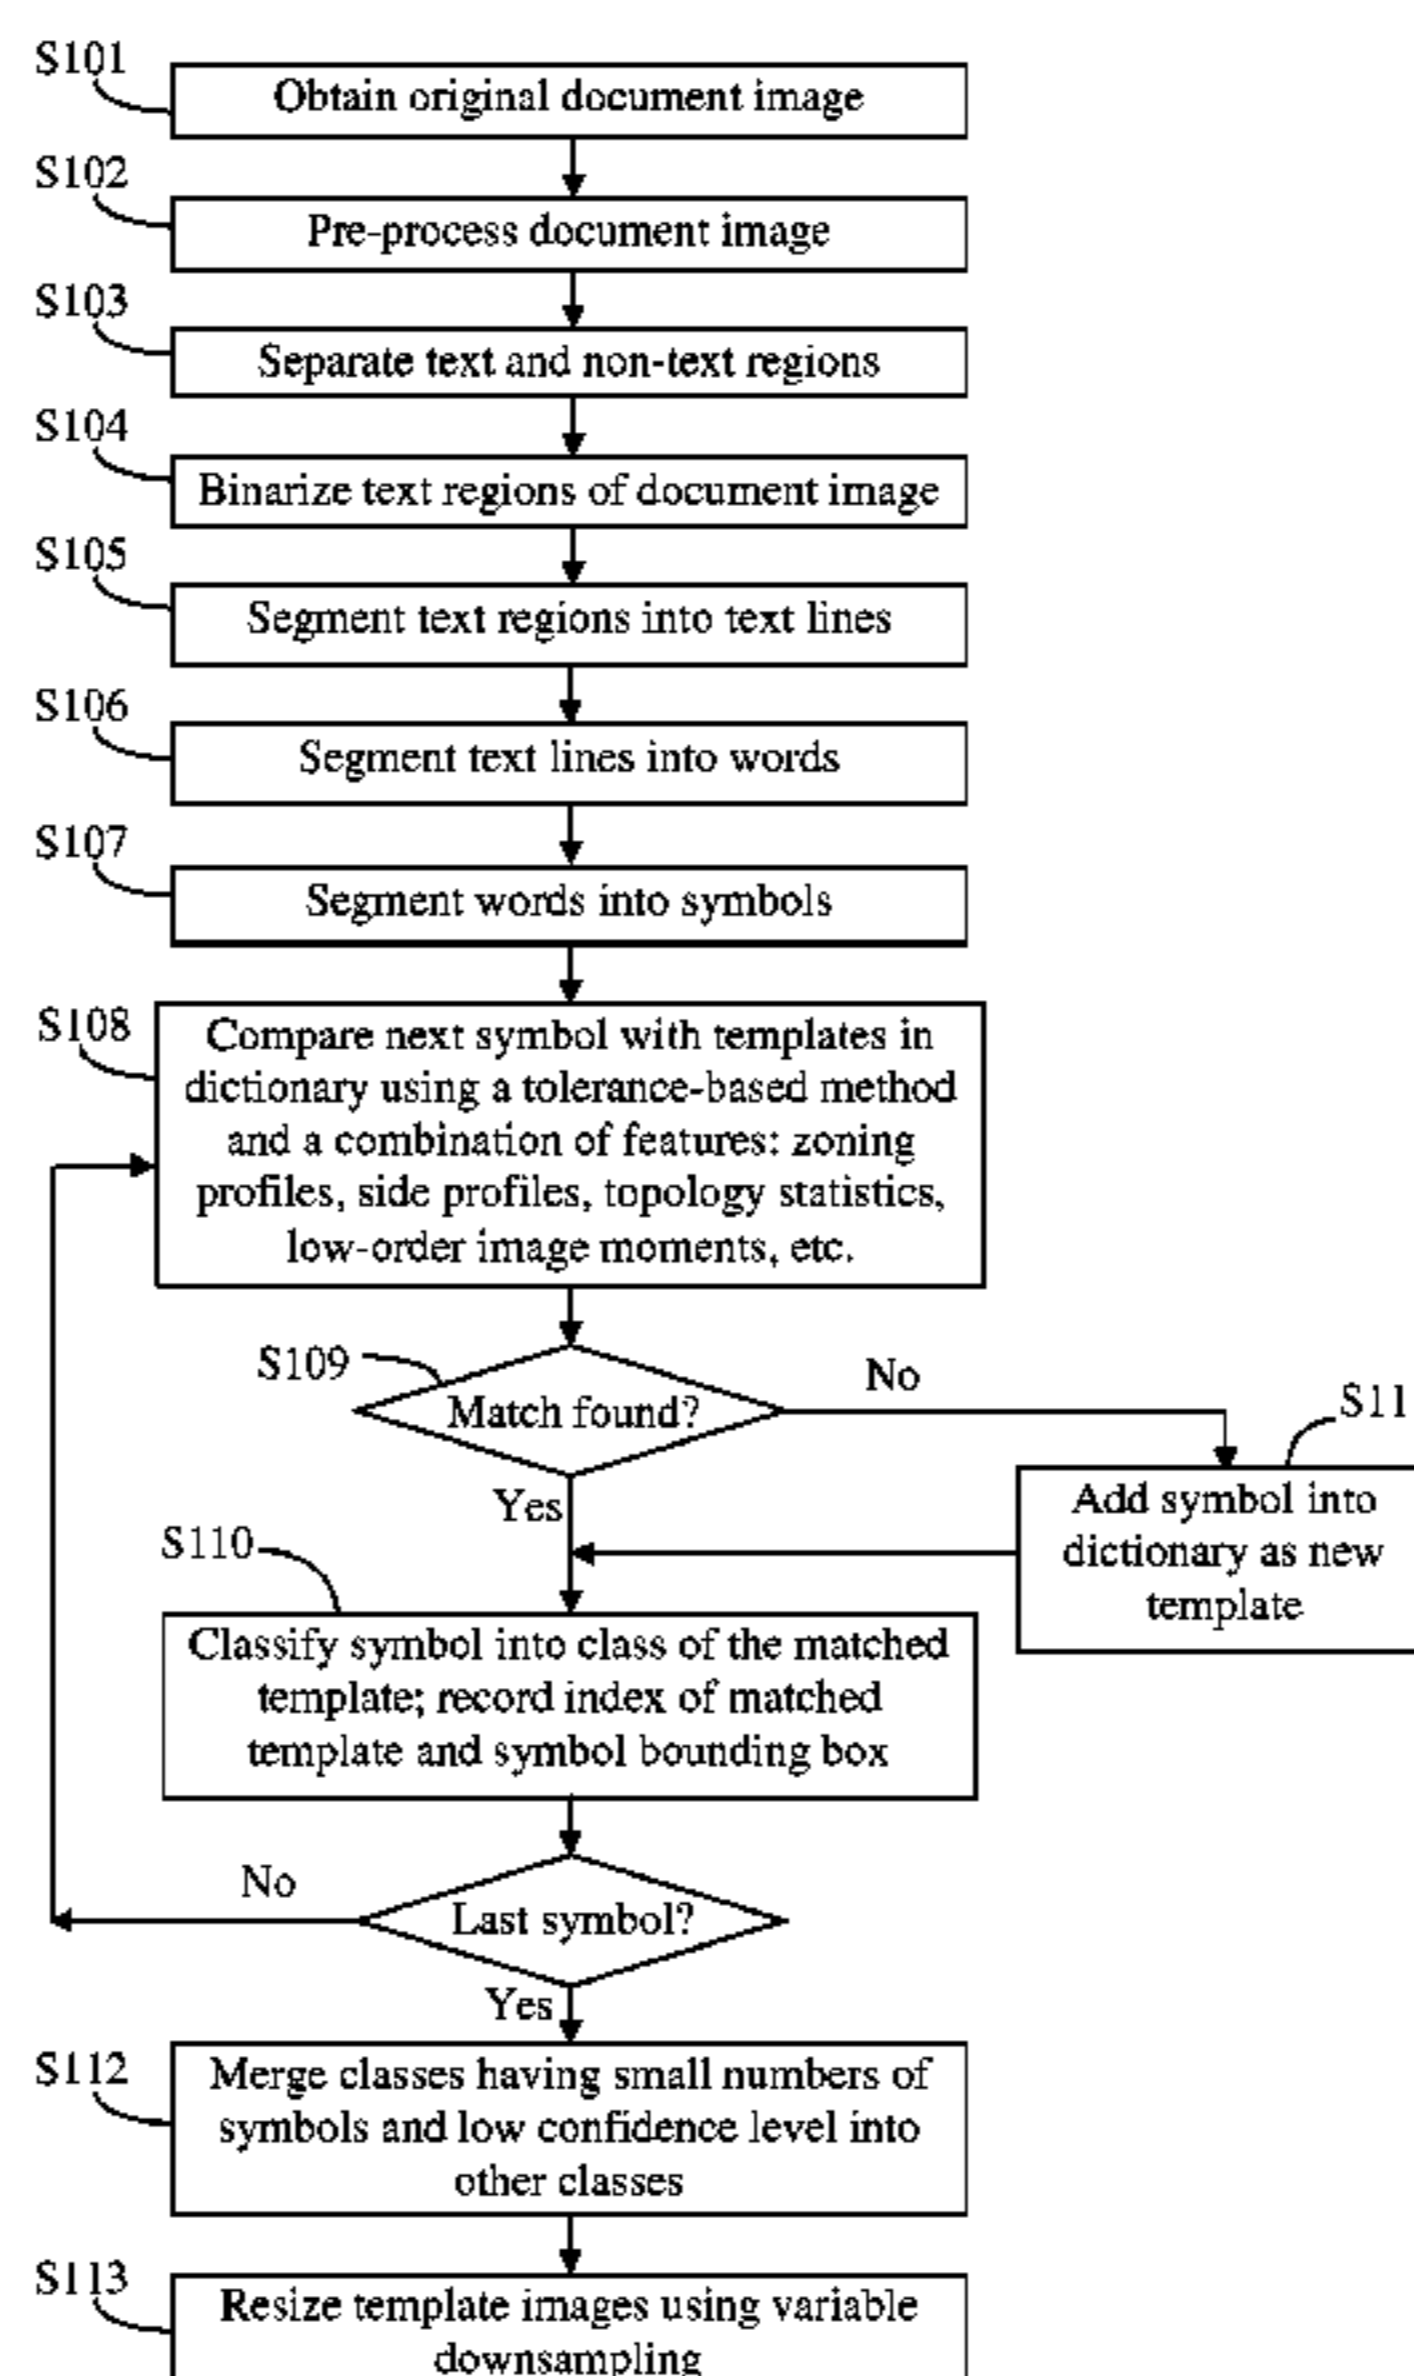 S101
Obtain original document image
S102
Pre-process document image
S103
Separate text and non-text regions
S104
Binarize text regions of document image
S105
Segment text regions into text lines
S106
Segment text lines into words
S107
Segment words into symbols
S108
Compare next symbol with templates in
dictionary using a tolerance-based method
and a combination of features: zoning
profiles, side profiles, topology statistics,
low-order image moments, etc.
S109
Match found?
No
S11
Add symbol into
dictionary as new
template
Yes
S110
Classify symbol into class of the matched
template; record index of matched
template and symbol bounding box
No
Last symbol?
Yes
S112
Merge classes having small numbers of
symbols and low confidence level into
other classes
S113
Resize template images using variable
downsampling